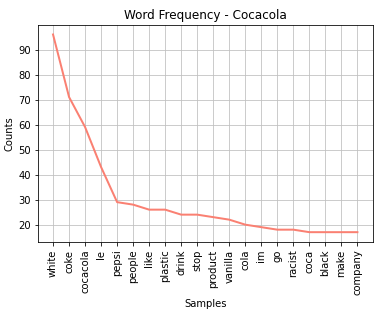 Word Frequency - Cocacola
90
80
70
60
50
40
30
20
Counts
white
coke
cocacola
le
pepsi
people
like
plastic
drink
stop
product
vanilla
cola
im
go
racist
coca
black
make
company
Samples